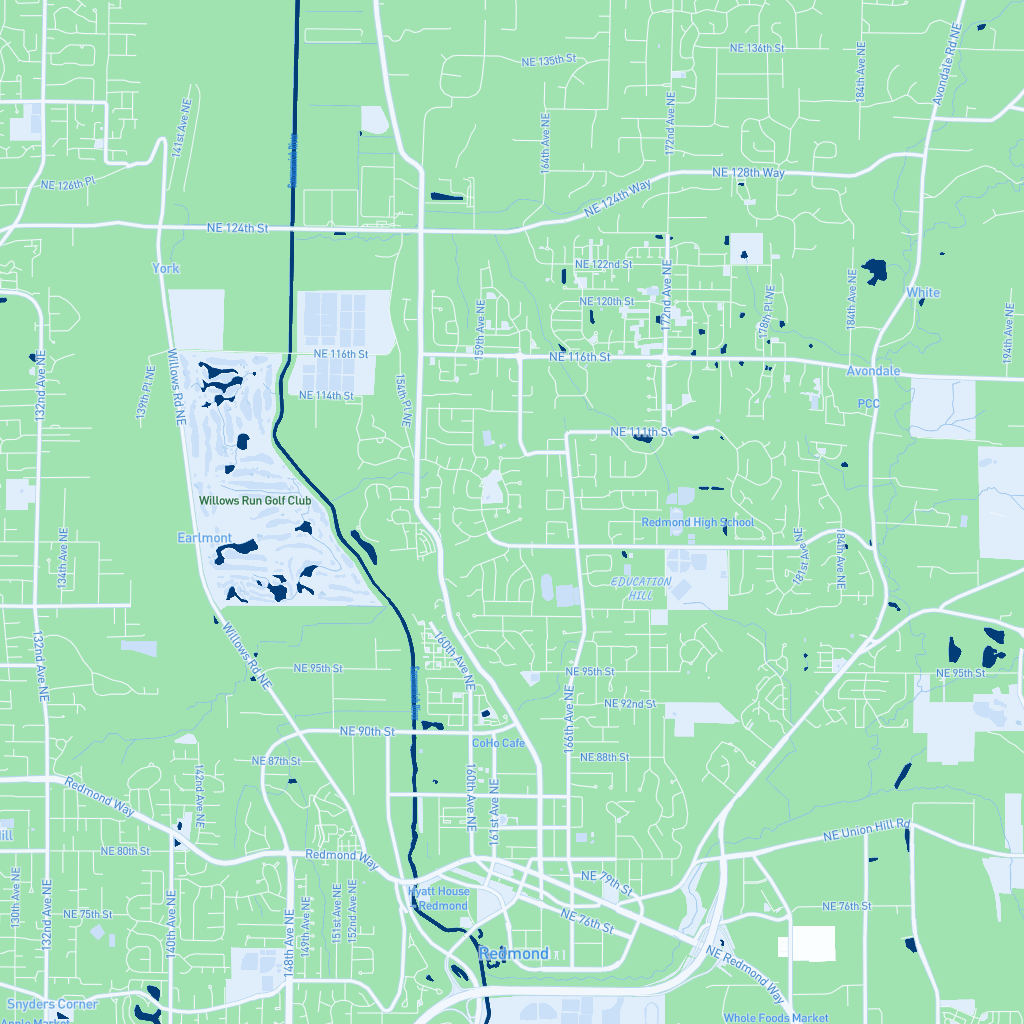 NE 136th St
NE 135th St
184th Ave NE
Avondale Rd NE
141st Ave NE
164th Ave NE
172nd Ave NE
NE 126th Pl
NE 124th Way
NE 128th Way
NE 124th St
York
NE 122nd St
172nd Ave NE
184th Ave NE
White
NE 120th St
178th Pl NE
159th Ave NE
194th Ave NE
NE 116th St
NE 116th St
132nd Ave NE
139th Pl NE
Willows Rd NE
Avondale
NE 114th St
154th Pl NE
PCC
NE 111th St
Willows Run Golf Club
Redmond High School
Earlmont
134th Ave NE
181st Ave NE
184th Ave NE
EDUCATION
HILL
132nd Ave NE
Willows Rd NE
160th Ave NE
NE 95th St
NE 95th St
NE 95th St
166th Ave NE
NE 92nd St
NE 90th St
CoHo Cafe
NE 87th St
NE 88th St
142nd Ave NE
Redmond Way
160th Ave NE
161st Ave NE
NE Union Hill Rd
NE 80th St
Redmond Way
NE 79th St
Hyatt House
- Redmond
130th Ave NE
132nd Ave NE
NE 75th St
140th Ave NE
148th Ave NE
149th Ave NE
151st Ave NE
152nd Ave NE
NE 76th St
NE 76th St
Redmond
NE Redmond Way
Snyders Corner
Apple Market
Whole Foods Market